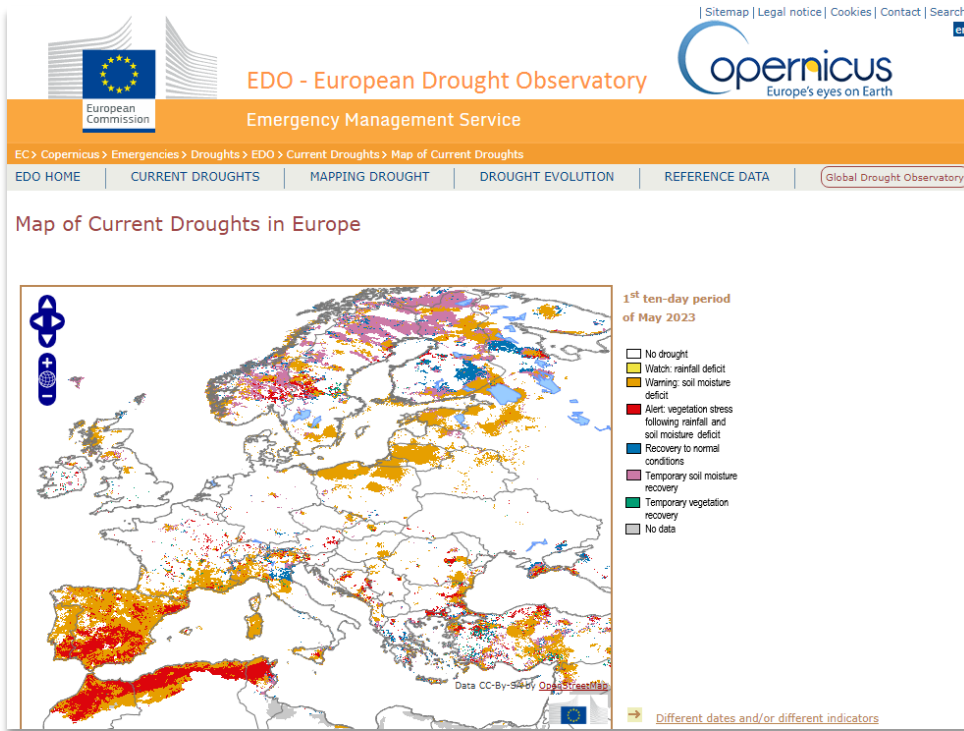 | Sitemap | Legal notice | Cookies | Contact | Search
en
European
Commission
EDO - European Drought Observatory
opernicus
Europe's eyes on Earth
Emergency Management Service
EC> Copernicus> Emergencies> Droughts> EDO> Current Droughts> Map of Current Droughts
EDO HOME
CURRENT DROUGHTS
MAPPING DROUGHT
DROUGHT EVOLUTION
REFERENCE DATA
Global Drought Observatory
Map of Current Droughts in Europe
1st ten-day period
of May 2023
No drought
Watch: rainfall deficit
Warning: soil moisture
deficit
Alert: vegetation stress
following rainfall and
soil moisture deficit
Recovery to normal
conditions
Temporary soil moisture
recovery
Temporary vegetation
recovery
No data
Data CC-By-SA by OpenStreetMap
Different dates and/or different indicators